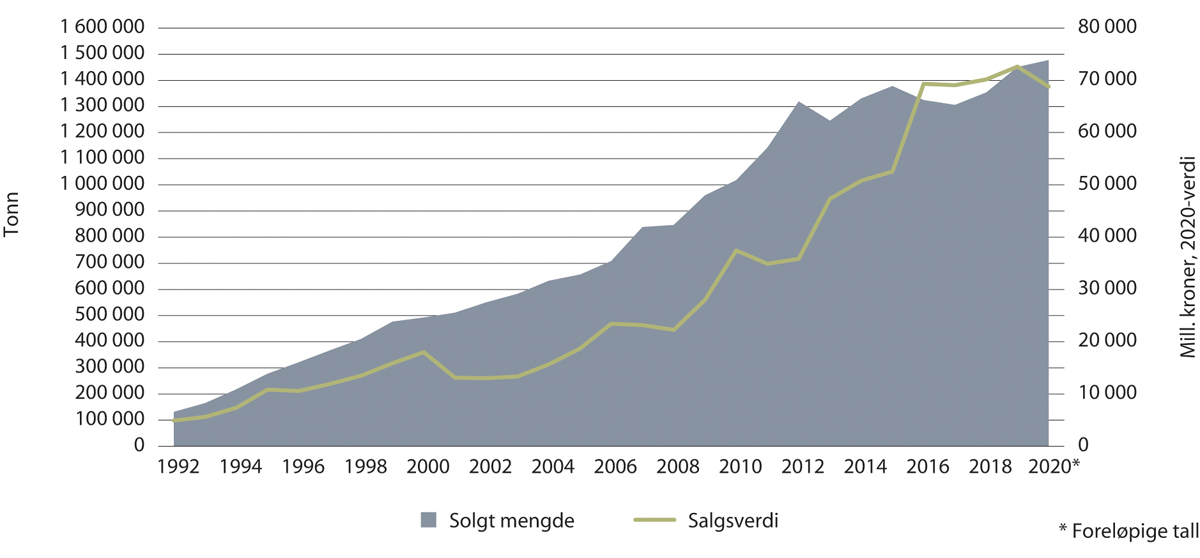 1 600 000
1 500 000
1 400 000
1 300 000
1 200 000
1 100 000
1 000 000
900 000
800 000
700 000
600 000
500 000
400 000
300 000
200 000
100 000
0
Tonn
80 000
70 000
60 000
50 000
40 000
30 000
20 000
10 000
0
Mill. kroner, 2020-verdi
1992 1994 1996 1998 2000 2002 2004 2006 2008 2010 2012 2014 2016 2018 2020*
Solgt mengde Salgsverdi
* Foreløpige tall